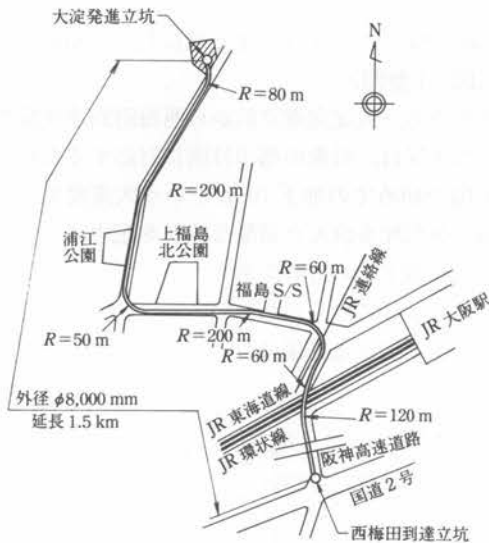 大淀発進立坑
N
R=80 m
R=200 m
浦江
公園
上福島
北公園
福島 S/S
R=60 m
JR 連絡線
JR 大阪駅
R=50 m
R=200 m
R=60 m
外径 φ8,000 mm
延長 1.5 km
JR 東海道線
JR 環状線
R=120 m
阪神高速道路
国道2号
西梅田到達立坑